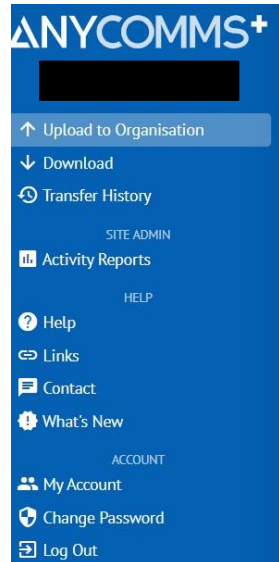 ANYCOMMS+
Upload to Organisation
Download
Transfer History
SITE ADMIN
Activity Reports
HELP
Help
Links
Contact
What's New
ACCOUNT
My Account
Change Password
Log Out